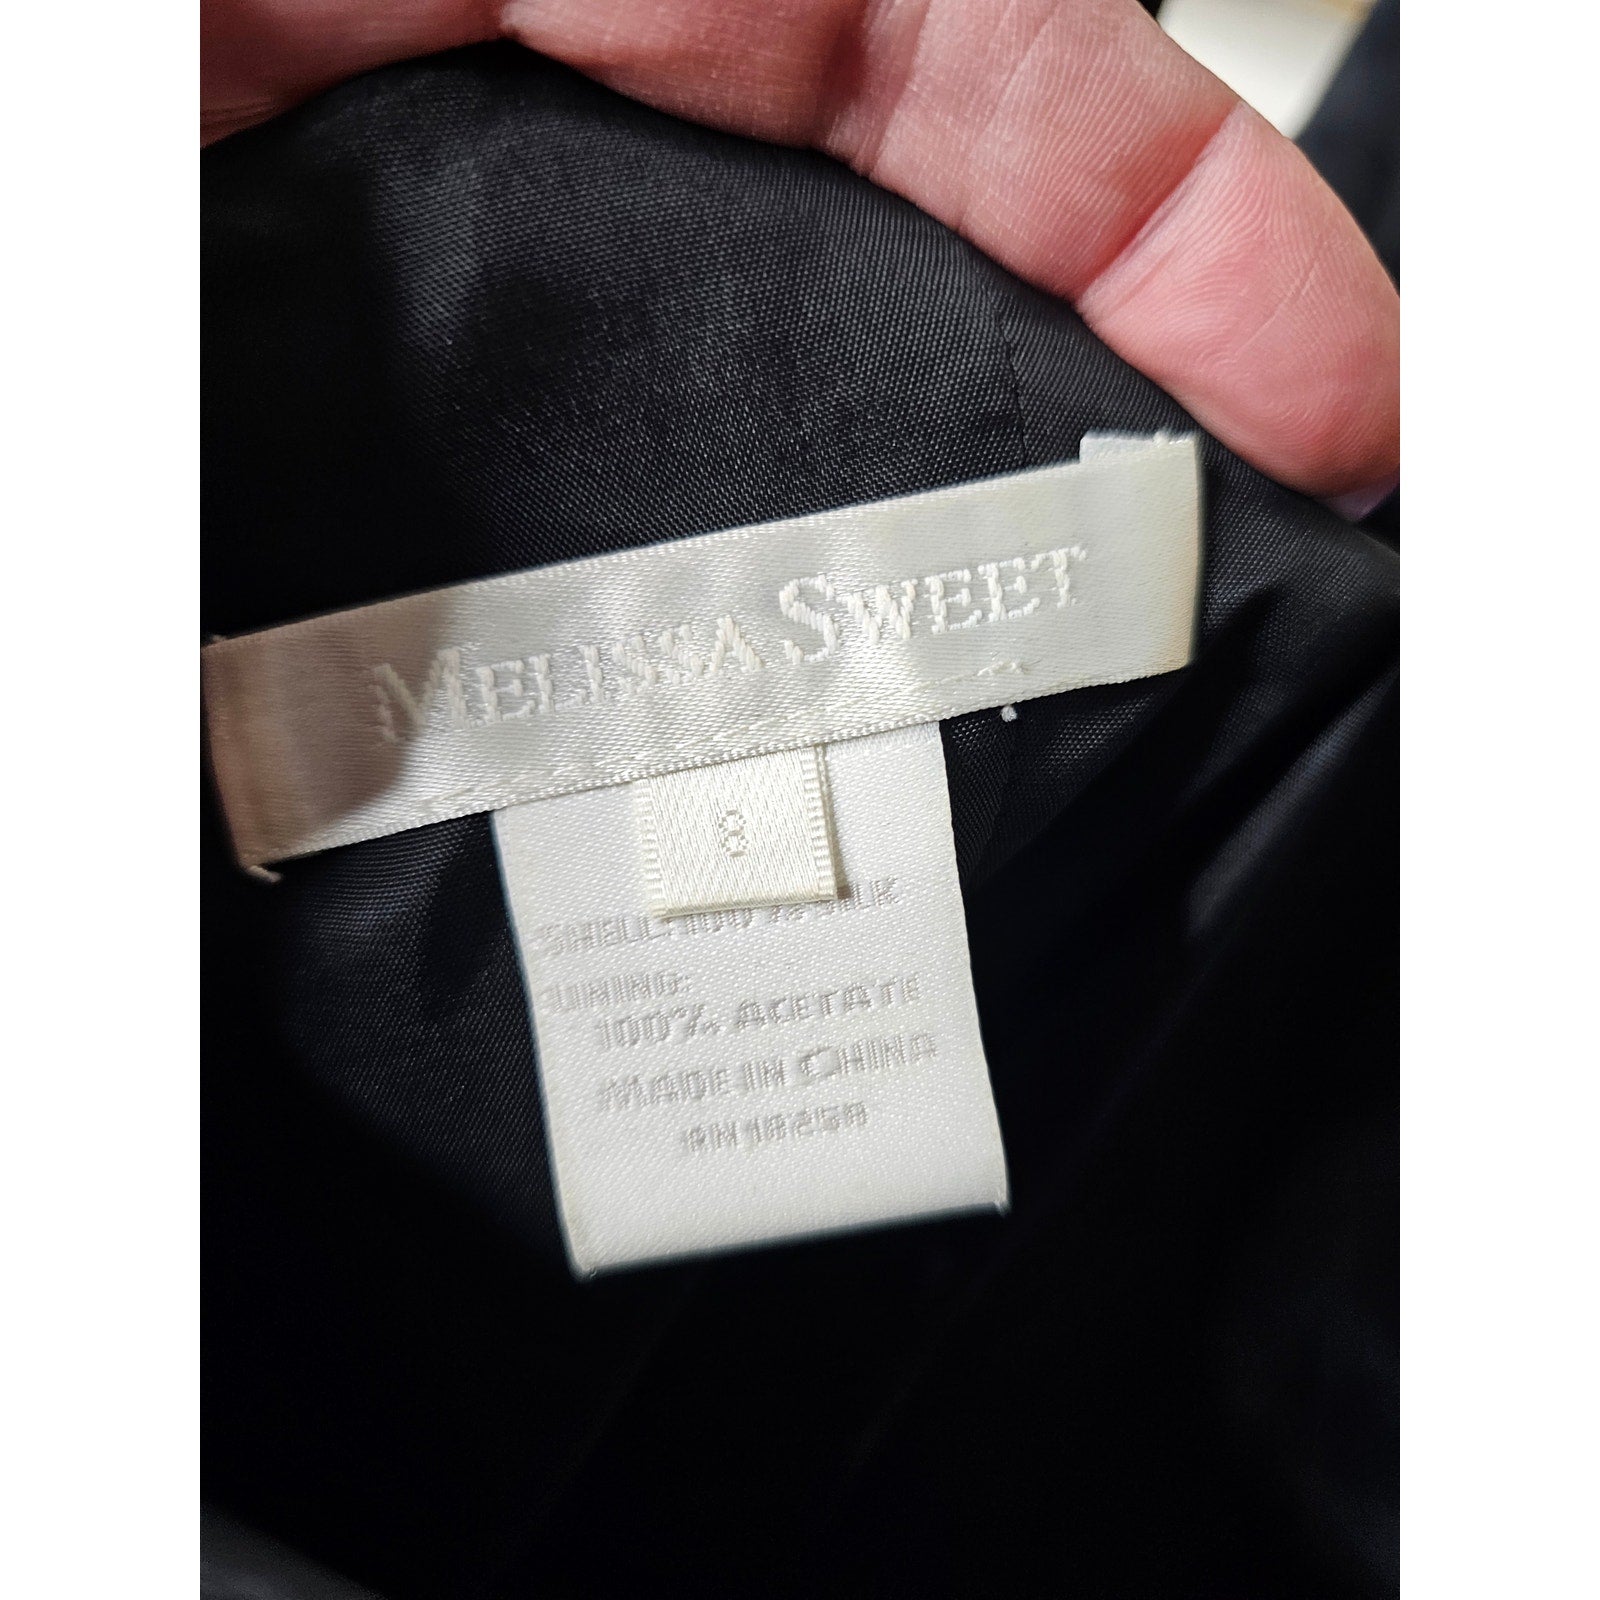 MELISSA SWEET
8
SHELL: 100 % SILK
LINING:
100% ACETATE
MADE IN CHINA